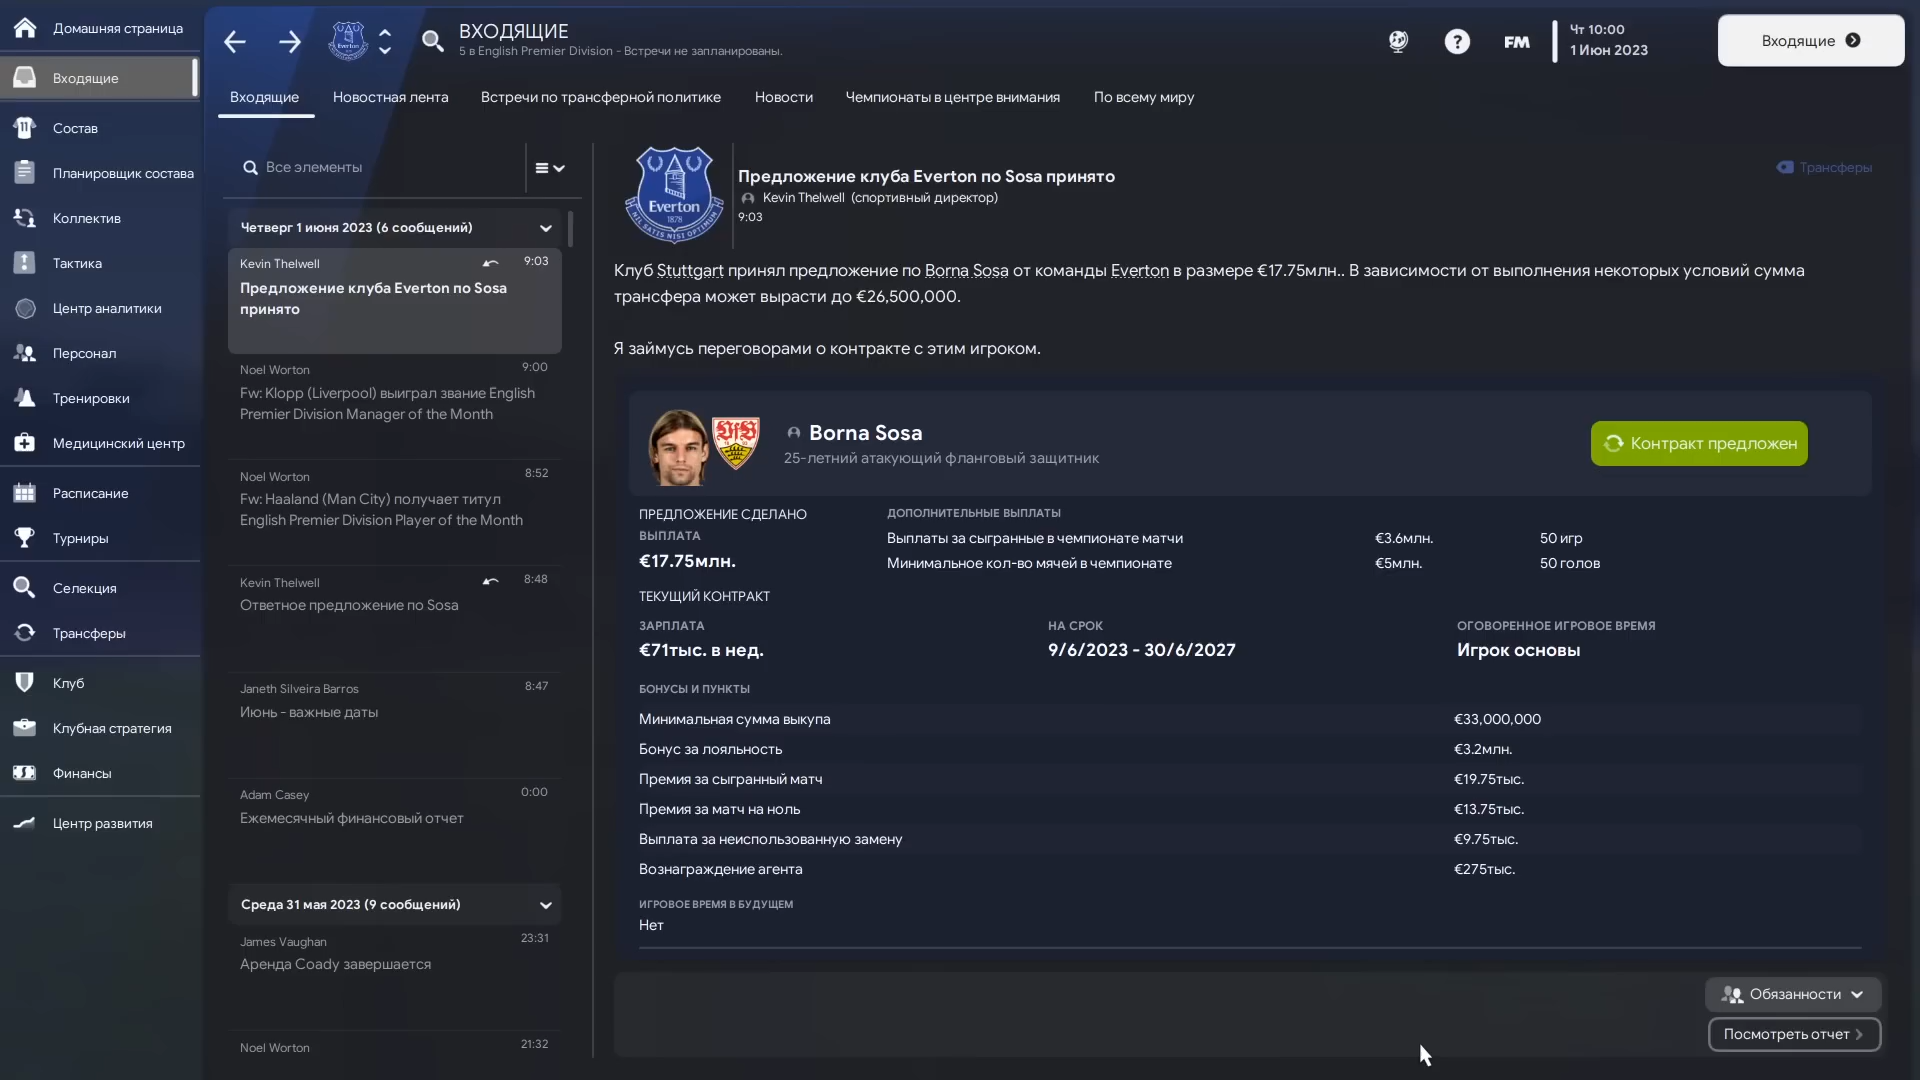 Домашняя страница
Входящие
Состав
Планировщик состава
Коллектив
Тактика
Центр аналитики
Персонал
Тренировки
Медицинский центр
Расписание
Турниры
Селекция
Трансферы
Клуб
Клубная стратегия
Финансы
Центр развития
Everton
ВХОДЯЩИЕ
5 в English Premier Division - Встречи не запланированы.
?
FM
Чт 10:00
1 Июн 2023
Входящие
Входящие
Новостная лента
Встречи по трансферной политике
Новости
Чемпионаты в центре внимания
По всему миру
Все элементы
Четверг 1 июня 2023 (6 сообщений)
Kevin Thelwell 9:03
Предложение клуба Everton по Sosa
принято
Noel Worton 9:00
Fw: Klopp (Liverpool) выиграл звание English
Premier Division Manager of the Month
Noel Worton 8:52
Fw: Haaland (Man City) получает титул
English Premier Division Player of the Month
Kevin Thelwell 8:48
Ответное предложение по Sosa
Janeth Silveira Barros 8:47
Июнь - важные даты
Adam Casey 0:00
Ежемесячный финансовый отчет
Среда 31 мая 2023 (9 сообщений)
James Vaughan 23:31
Аренда Coady завершается
Noel Worton 21:32
Everton
1878
NIL SATIS NISI OPTIMUM
Предложение клуба Everton по Sosa принято
Kevin Thelwell (спортивный директор)
9:03
Трансферы
Клуб Stuttgart принял предложение по Borna Sosa от команды Everton в размере €17.75млн.. В зависимости от выполнения некоторых условий сумма
трансфера может вырасти до €26,500,000.
Я займусь переговорами о контракте с этим игроком.
Borna Sosa
25-летний атакующий фланговый защитник
Контракт предложен
ПРЕДЛОЖЕНИЕ СДЕЛАНО
ВЫПЛАТА
€17.75млн.
ДОПОЛНИТЕЛЬНЫЕ ВЫПЛАТЫ
Выплаты за сыгранные в чемпионате матчи €3.6млн. 50 игр
Минимальное кол-во мячей в чемпионате €5млн. 50 голов
ТЕКУЩИЙ КОНТРАКТ
ЗАРПЛАТА НА СРОК ОГОВОРЕННОЕ ИГРОВОЕ ВРЕМЯ
€71тыс. в нед. 9/6/2023 - 30/6/2027 Игрок основы
БОНУСЫ И ПУНКТЫ
Минимальная сумма выкупа €33,000,000
Бонус за лояльность €3.2млн.
Премия за сыгранный матч €19.75тыс.
Премия за матч на ноль €13.75тыс.
Выплата за неиспользованную замену €9.75тыс.
Вознаграждение агента €275тыс.
ИГРОВОЕ ВРЕМЯ В БУДУЩЕМ
Нет
Обязанности
Посмотреть отчет